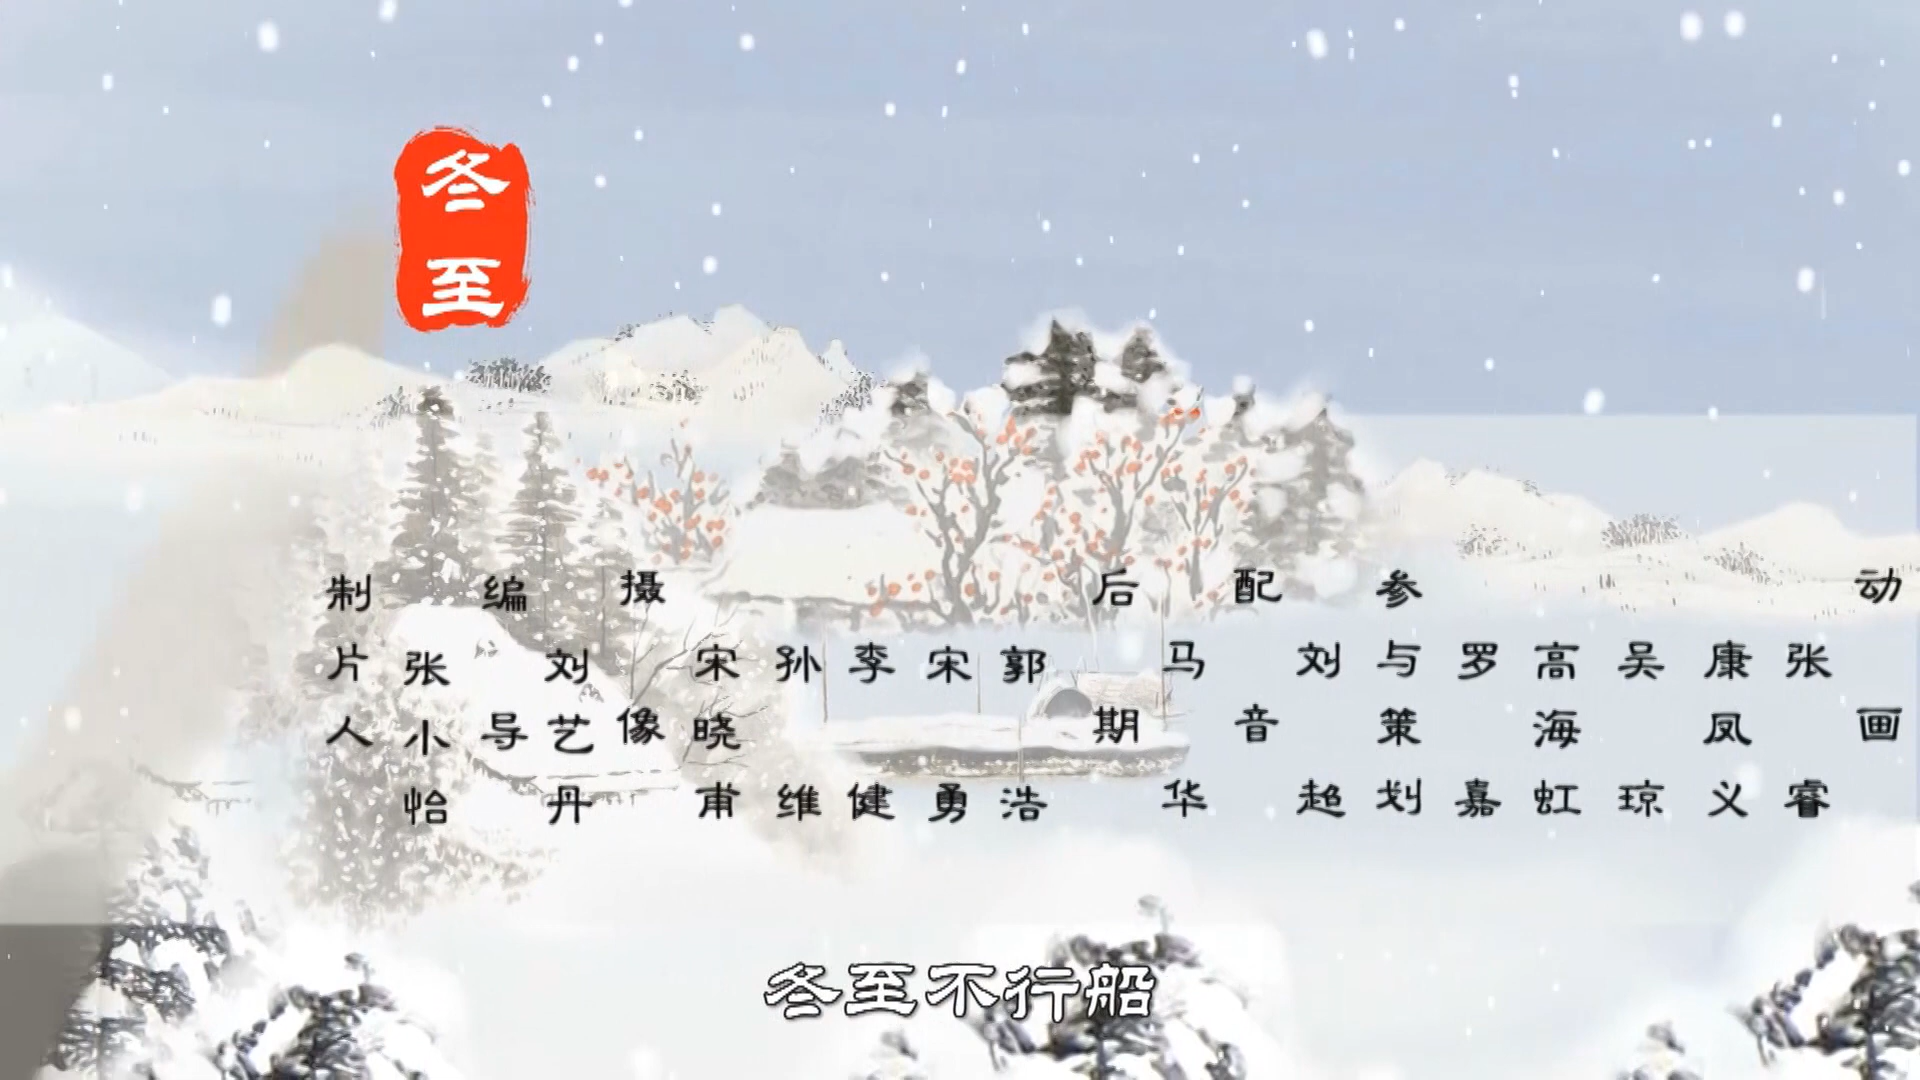 冬至
制片人
张小怡
编导
刘艺丹
摄像
宋晓甫
孙维
李健
宋勇
郭浩
后期
马华
配音
刘超
参与策划
罗嘉
高海虹
吴琼
康凤义
张睿
动画
冬至不行船